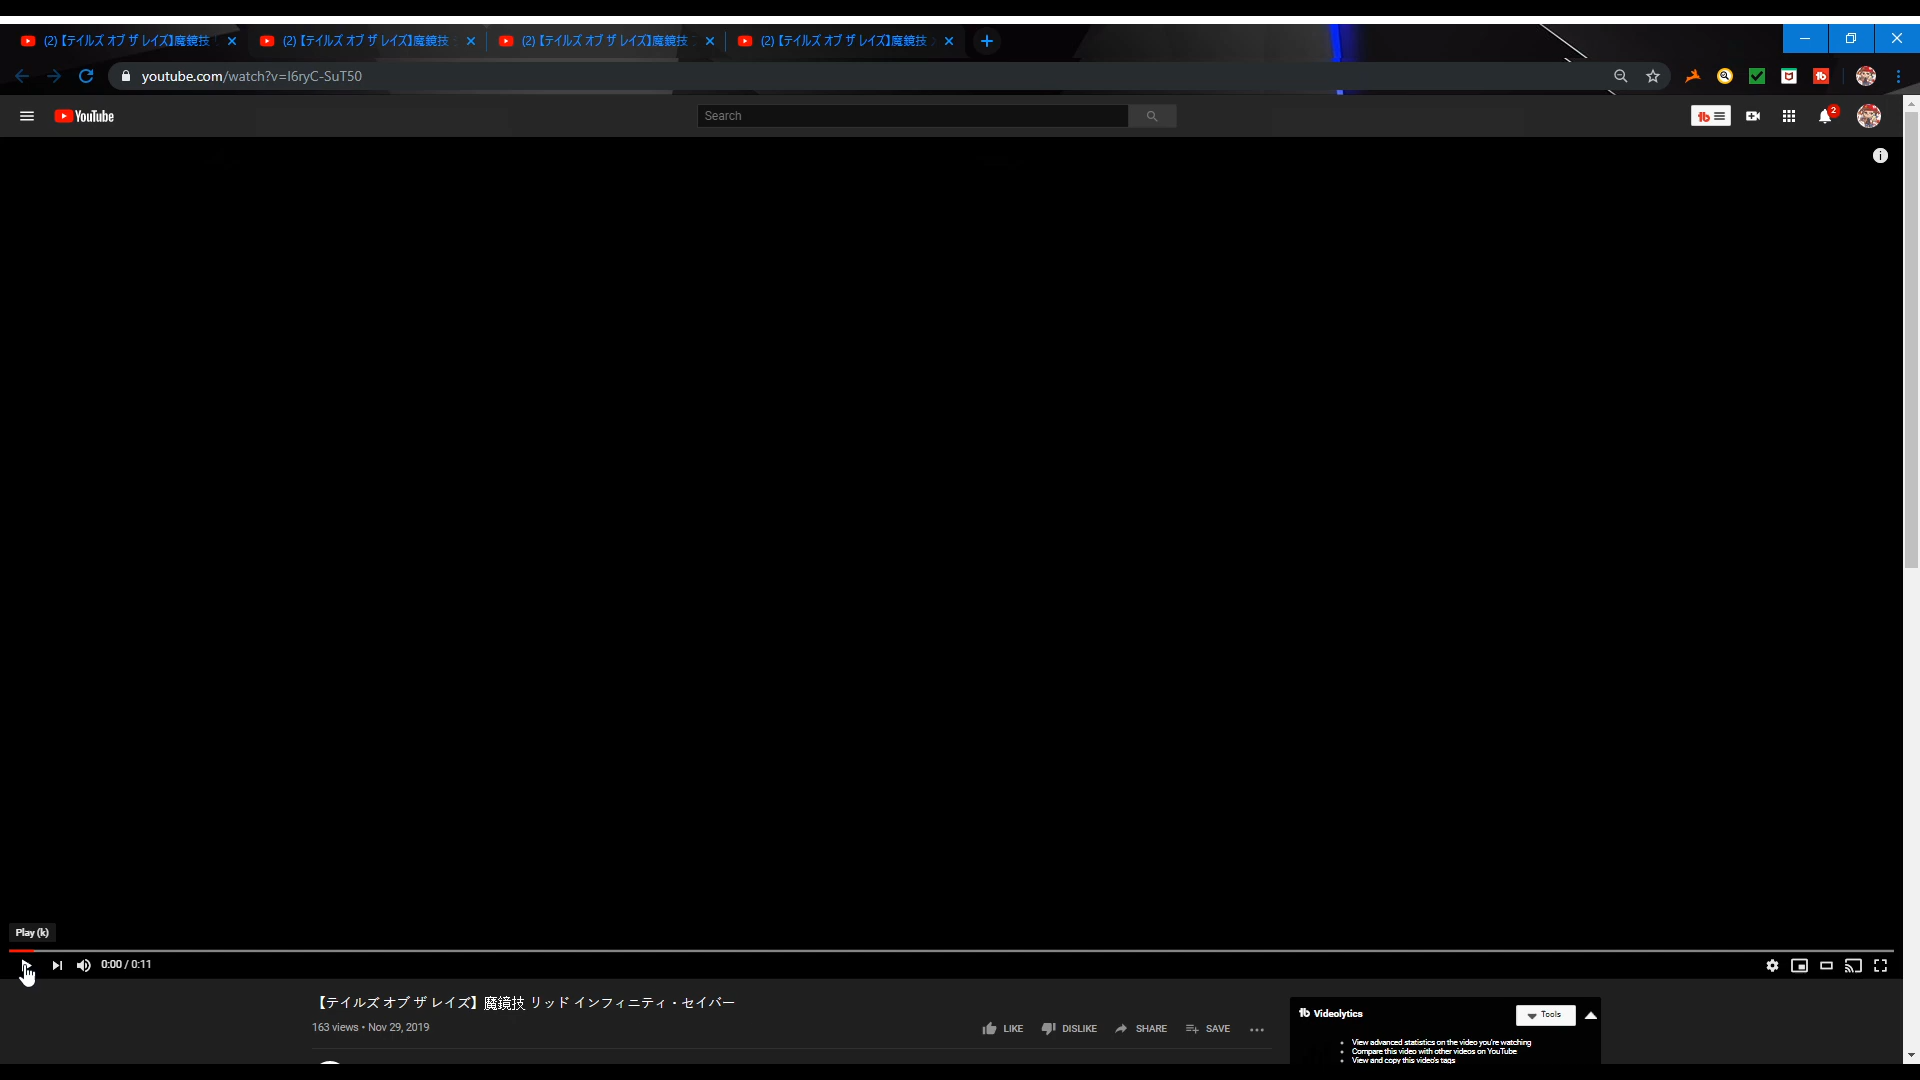 (2)【テイルズ オブ ザ レイズ】魔鏡技
(2)【テイルズ オブ ザ レイズ】魔鏡技
(2)【テイルズ オブ ザ レイズ】魔鏡技
(2)【テイルズ オブ ザ レイズ】魔鏡技
youtube.com/watch?v=I6ryC-SuT50
YouTube
Search
2
Play (k)
0:00 / 0:11
【テイルズ オブ ザ レイズ】魔鏡技 リッド インフィニティ・セイバー
163 views • Nov 29, 2019
LIKE
DISLIKE
SHARE
SAVE
Videolytics
Tools
• View advanced statistics on the video you're watching
• Compare this video with other videos on YouTube
• View and copy this video's tags